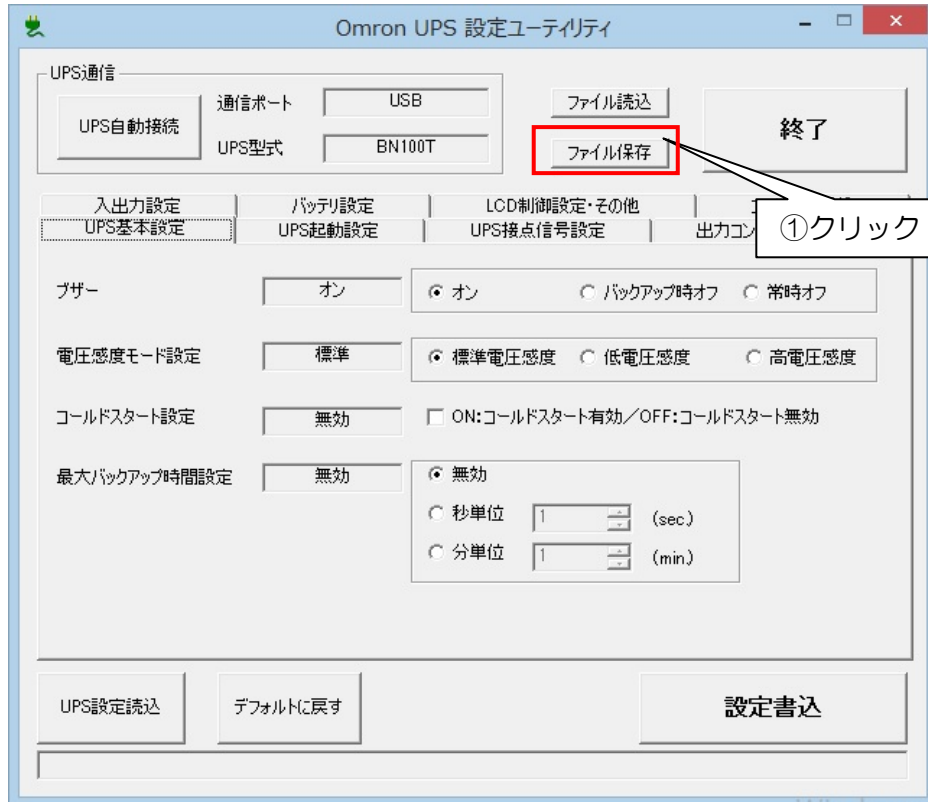 Omron UPS 設定ユーティリティ
UPS通信
UPS自動接続
通信ポート
USB
UPS型式
BN100T
ファイル読込
ファイル保存
終了
①クリック
入出力設定
バッテリ設定
LCD制御設定・その他
UPS基本設定
UPS起動設定
UPS接点信号設定
出力コン
ブザー
オン
オン
バックアップ時オフ
常時オフ
電圧感度モード設定
標準
標準電圧感度
低電圧感度
高電圧感度
コールドスタート設定
無効
ON:コールドスタート有効/OFF:コールドスタート無効
最大バックアップ時間設定
無効
無効
秒単位
1
(sec.)
分単位
1
(min.)
UPS設定読込
デフォルトに戻す
設定書込